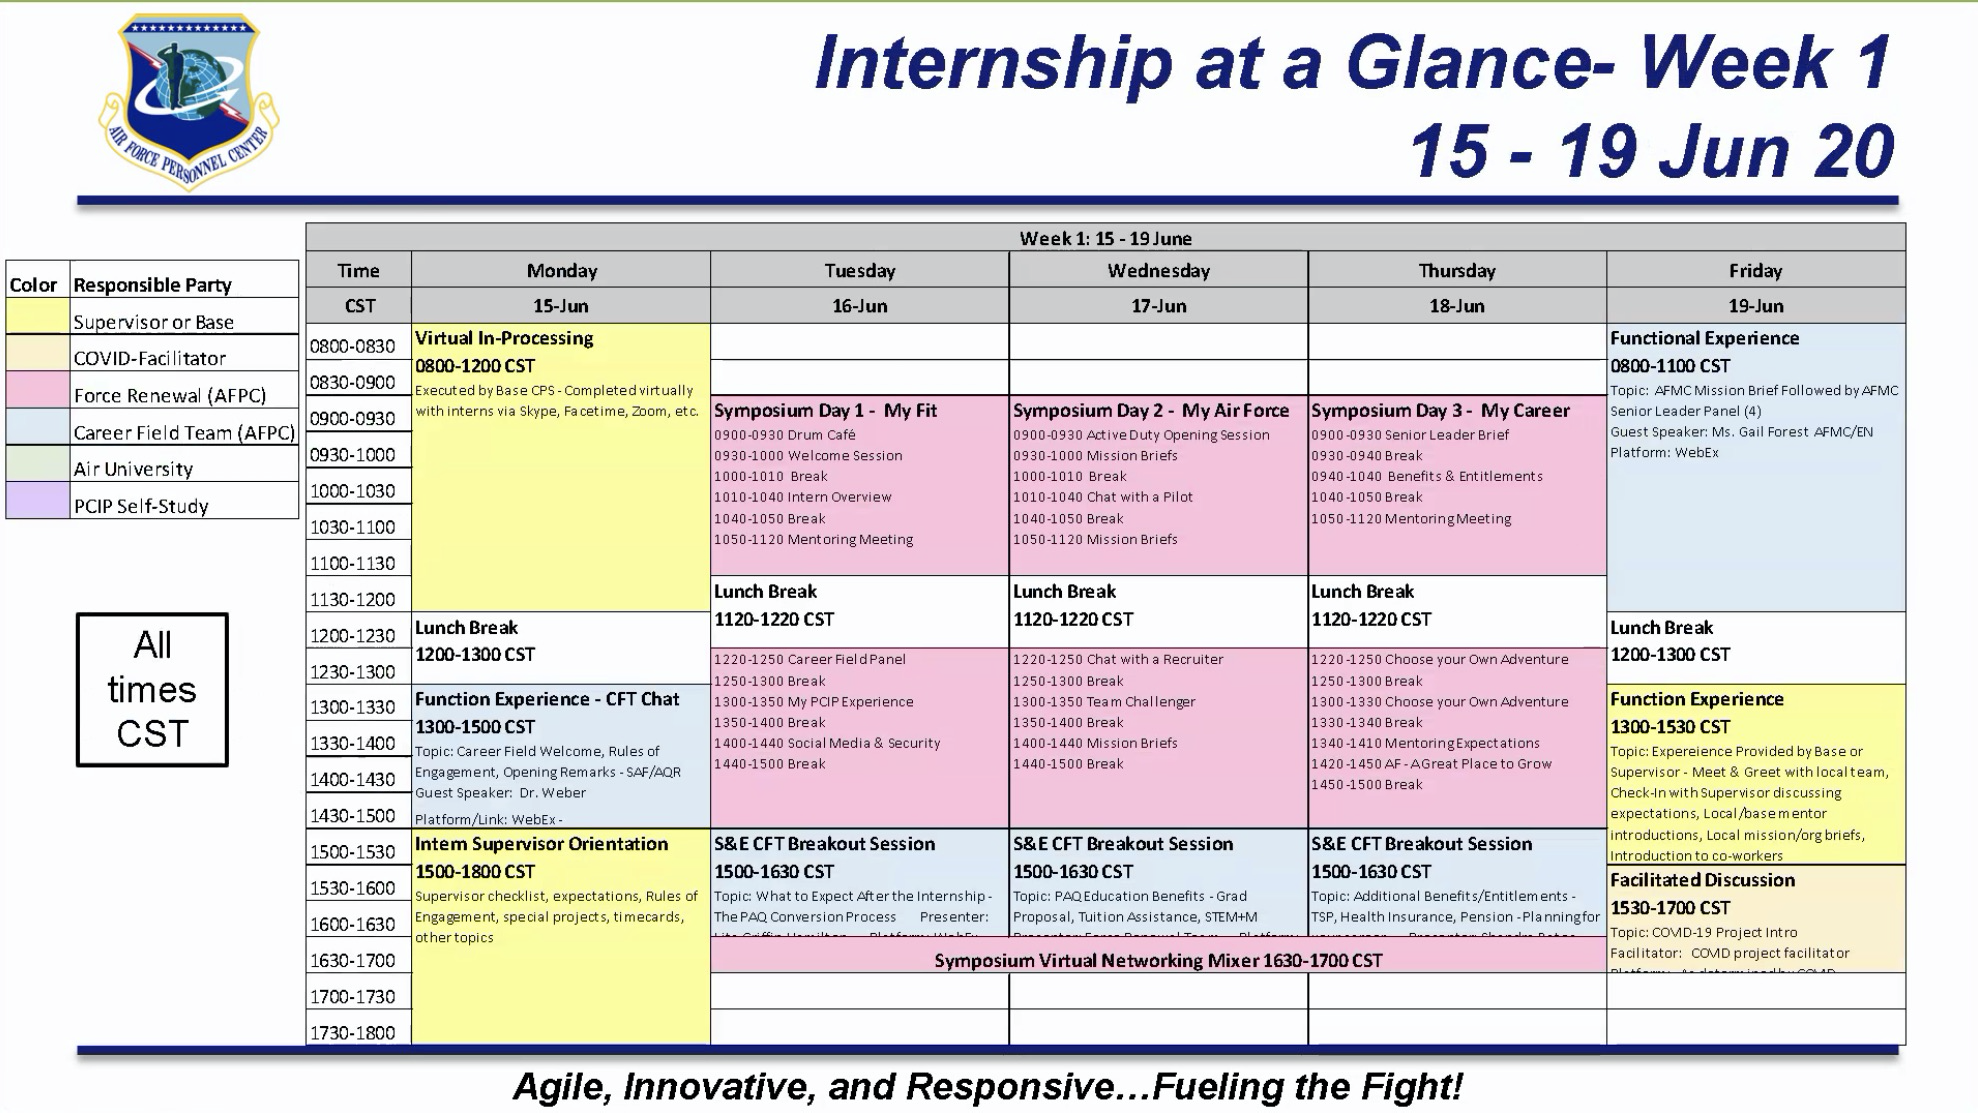 Internship at a Glance- Week 1
15 - 19 Jun 20
AIR FORCE PERSONNEL CENTER
Color Responsible Party
Supervisor or Base
COVID-Facilitator
Force Renewal (AFPC)
Career Field Team (AFPC)
Air University
PCIP Self-Study
All
times
CST
Week 1: 15 - 19 June
Time Monday Tuesday Wednesday Thursday Friday
CST 15-Jun 16-Jun 17-Jun 18-Jun 19-Jun
0800-0830
0830-0900
0900-0930
0930-1000
1000-1030
1030-1100
1100-1130
1130-1200
1200-1230
1230-1300
1300-1330
1330-1400
1400-1430
1430-1500
1500-1530
1530-1600
1600-1630
1630-1700
1700-1730
1730-1800
Virtual In-Processing
0800-1200 CST
Executed by Base CPS - Completed virtually
with interns via Skype, Facetime, Zoom, etc.
Lunch Break
1200-1300 CST
Function Experience - CFT Chat
1300-1500 CST
Topic: Career Field Welcome, Rules of
Engagement, Opening Remarks - SAF/AQR
Guest Speaker: Dr. Weber
Platform/Link: WebEx -
Intern Supervisor Orientation
1500-1800 CST
Supervisor checklist, expectations, Rules of
Engagement, special projects, timecards,
other topics
Symposium Day 1 - My Fit
0900-0930 Drum Café
0930-1000 Welcome Session
1000-1010 Break
1010-1040 Intern Overview
1040-1050 Break
1050-1120 Mentoring Meeting
Lunch Break
1120-1220 CST
1220-1250 Career Field Panel
1250-1300 Break
1300-1350 My PCIP Experience
1350-1400 Break
1400-1440 Social Media & Security
1440-1500 Break
S&E CFT Breakout Session
1500-1630 CST
Topic: What to Expect After the Internship -
The PAQ Conversion Process Presenter:
Symposium Day 2 - My Air Force
0900-0930 Active Duty Opening Session
0930-1000 Mission Briefs
1000-1010 Break
1010-1040 Chat with a Pilot
1040-1050 Break
1050-1120 Mission Briefs
Lunch Break
1120-1220 CST
1220-1250 Chat with a Recruiter
1250-1300 Break
1300-1350 Team Challenger
1350-1400 Break
1400-1440 Mission Briefs
1440-1500 Break
S&E CFT Breakout Session
1500-1630 CST
Topic: PAQ Education Benefits - Grad
Proposal, Tuition Assistance, STEM+M
Symposium Day 3 - My Career
0900-0930 Senior Leader Brief
0930-0940 Break
0940-1040 Benefits & Entitlements
1040-1050 Break
1050-1120 Mentoring Meeting
Lunch Break
1120-1220 CST
1220-1250 Choose your Own Adventure
1250-1300 Break
1300-1330 Choose your Own Adventure
1330-1340 Break
1340-1410 Mentoring Expectations
1420-1450 AF - A Great Place to Grow
1450-1500 Break
S&E CFT Breakout Session
1500-1630 CST
Topic: Additional Benefits/Entitlements -
TSP, Health Insurance, Pension - Planning for
Symposium Virtual Networking Mixer 1630-1700 CST
Functional Experience
0800-1100 CST
Topic: AFMC Mission Brief Followed by AFMC
Senior Leader Panel (4)
Guest Speaker: Ms. Gail Forest AFMC/EN
Platform: WebEx
Lunch Break
1200-1300 CST
Function Experience
1300-1530 CST
Topic: Expereience Provided by Base or
Supervisor - Meet & Greet with local team,
Check-In with Supervisor discussing
expectations, Local/base mentor
introductions, Local mission/org briefs,
Introduction to co-workers
Facilitated Discussion
1530-1700 CST
Topic: COVID-19 Project Intro
Facilitator: COVID project facilitator
Agile, Innovative, and Responsive…Fueling the Fight!